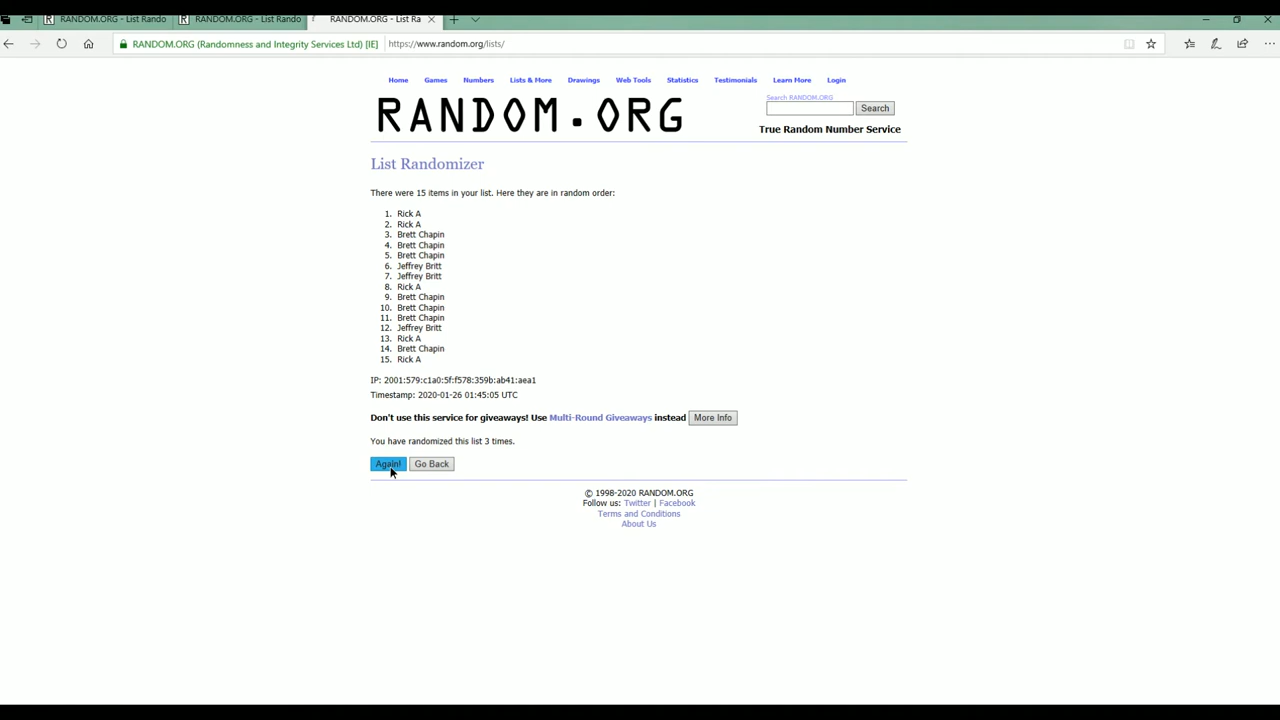 RANDOM.ORG - List Rando
RANDOM.ORG - List Rando
RANDOM.ORG - List Ra
RANDOM.ORG (Randomness and Integrity Services Ltd) [IE]
https://www.random.org/lists/
Home Games Numbers Lists & More Drawings Web Tools Statistics Testimonials Learn More Login
RANDOM.ORG
Search RANDOM.ORG
Search
True Random Number Service
List Randomizer
There were 15 items in your list. Here they are in random order:
1. Rick A
2. Rick A
3. Brett Chapin
4. Brett Chapin
5. Brett Chapin
6. Jeffrey Britt
7. Jeffrey Britt
8. Rick A
9. Brett Chapin
10. Brett Chapin
11. Brett Chapin
12. Jeffrey Britt
13. Rick A
14. Brett Chapin
15. Rick A
IP: 2001:579:c1a0:5f:f578:359b:ab41:aea1
Timestamp: 2020-01-26 01:45:05 UTC
Don't use this service for giveaways! Use Multi-Round Giveaways instead More Info
You have randomized this list 3 times.
Again! Go Back
© 1998-2020 RANDOM.ORG
Follow us: Twitter | Facebook
Terms and Conditions
About Us